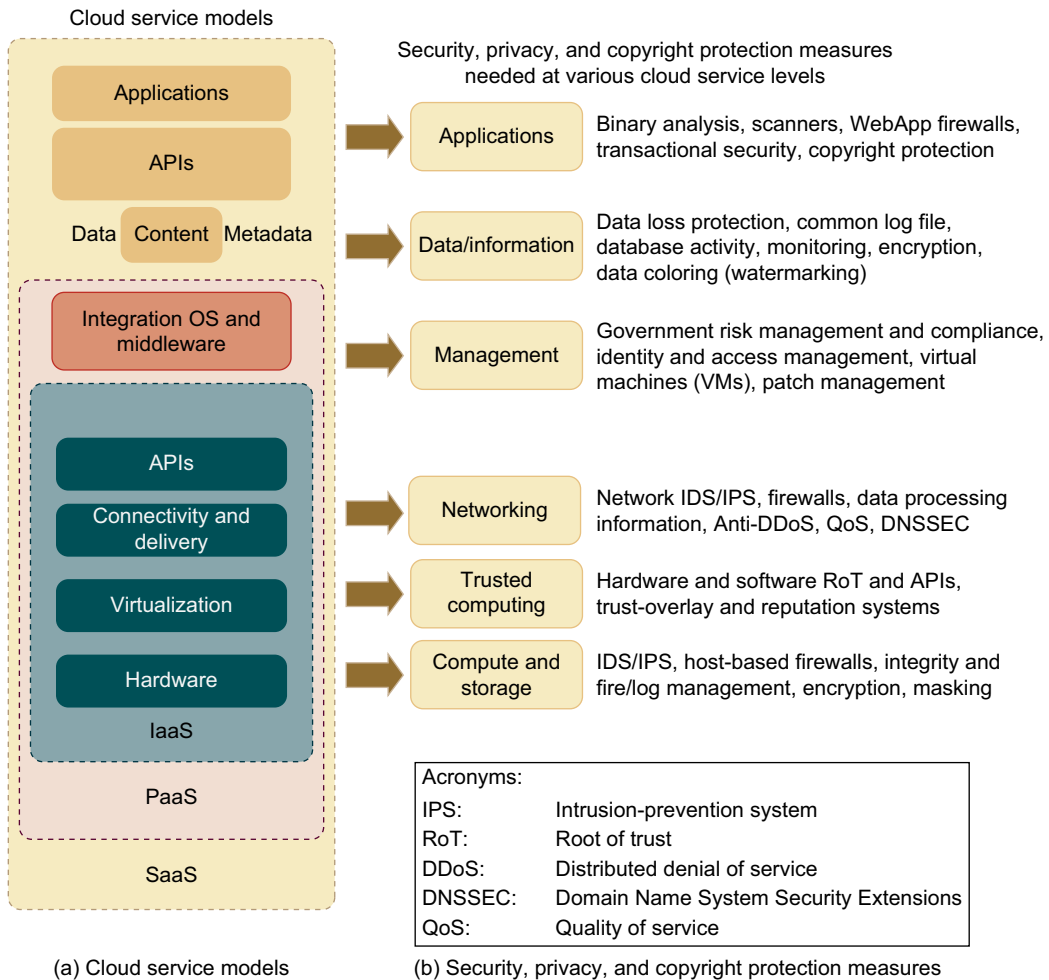 Cloud service models
Applications
APIs
Data
Content
Metadata
Integration OS and
middleware
APIs
Connectivity and
delivery
Virtualization
Hardware
IaaS
PaaS
SaaS
(a) Cloud service models
Security, privacy, and copyright protection measures
needed at various cloud service levels
Applications
Binary analysis, scanners, WebApp firewalls,
transactional security, copyright protection
Data/information
Data loss protection, common log file,
database activity, monitoring, encryption,
data coloring (watermarking)
Management
Government risk management and compliance,
identity and access management, virtual
machines (VMs), patch management
Networking
Network IDS/IPS, firewalls, data processing
information, Anti-DDoS, QoS, DNSSEC
Trusted
computing
Hardware and software RoT and APIs,
trust-overlay and reputation systems
Compute and
storage
IDS/IPS, host-based firewalls, integrity and
fire/log management, encryption, masking
Acronyms:
IPS: Intrusion-prevention system
RoT: Root of trust
DDoS: Distributed denial of service
DNSSEC: Domain Name System Security Extensions
QoS: Quality of service
(b) Security, privacy, and copyright protection measures